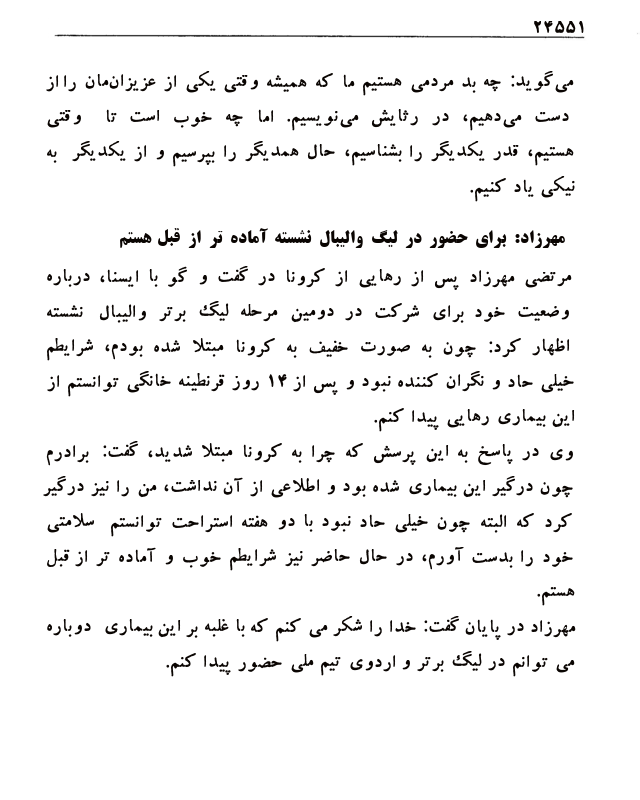 ۲۴۵۵۱
می‌گوید: چه بد مردمی هستیم ما که همیشه وقتی یکی از عزیزان‌مان را از
دست می‌دهیم، در رثایش می‌نویسیم. اما چه خوب است تا وقتی
هستیم، قدر یکدیگر را بشناسیم، حال همدیگر را بپرسیم و از یکدیگر به
نیکی یاد کنیم.
مهرزاد: برای حضور در لیگ والیبال نشسته آماده تر از قبل هستم
مرتضی مهرزاد پس از رهایی از کرونا در گفت و گو با ایسنا، درباره
وضعیت خود برای شرکت در دومین مرحله لیگ برتر والیبال نشسته
اظهار کرد: چون به صورت خفیف به کرونا مبتلا شده بودم، شرایطم
خیلی حاد و نگران کننده نبود و پس از ۱۴ روز قرنطینه خانگی توانستم از
این بیماری رهایی پیدا کنم.
وی در پاسخ به این پرسش که چرا به کرونا مبتلا شدید، گفت: برادرم
چون درگیر این بیماری شده بود و اطلاعی از آن نداشت، من را نیز درگیر
کرد که البته چون خیلی حاد نبود با دو هفته استراحت توانستم سلامتی
خود را بدست آورم، در حال حاضر نیز شرایطم خوب و آماده تر از قبل
هستم.
مهرزاد در پایان گفت: خدا را شکر می کنم که با غلبه بر این بیماری دوباره
می توانم در لیگ برتر و اردوی تیم ملی حضور پیدا کنم.